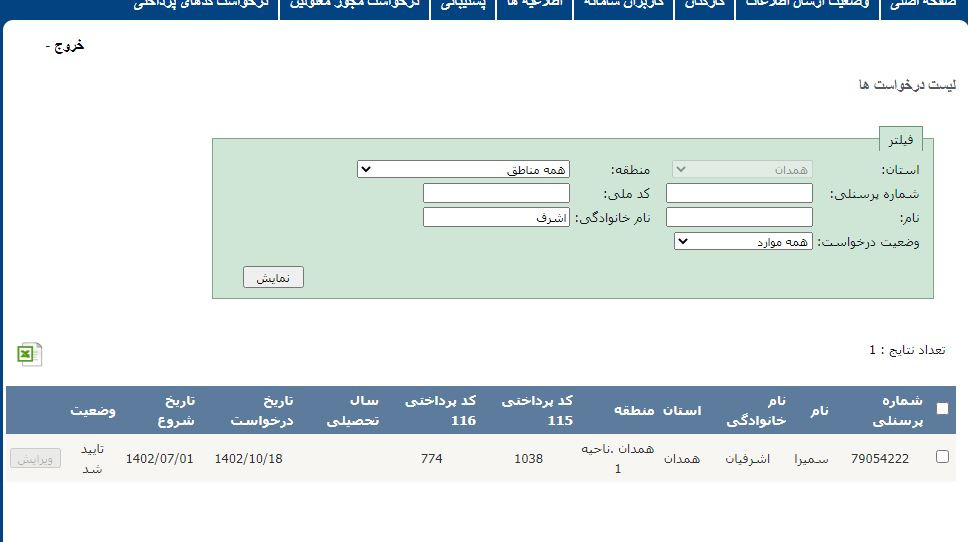 صفحه اصلی وضعیت ارسال اطلاعات کارکنان کاربران سامانه اطلاعیه ها پشتیبانی درخواست مجوز معلولین درخواست کدهای پرداختی
خروج -
لیست درخواست ها
فیلتر
استان: همدان منطقه: همه مناطق
شماره پرسنلی: کد ملی:
نام: نام خانوادگی: اشرف
وضعیت درخواست: همه موارد
نمایش
تعداد نتایج : 1
شماره پرسنلی نام نام خانوادگی استان منطقه کد پرداختی 115 کد پرداختی 116 سال تحصیلی تاریخ درخواست تاریخ شروع وضعیت
79054222 سمیرا اشرفیان همدان همدان ،ناحیه 1 1038 774 1402/10/18 1402/07/01 تایید شد ویرایش